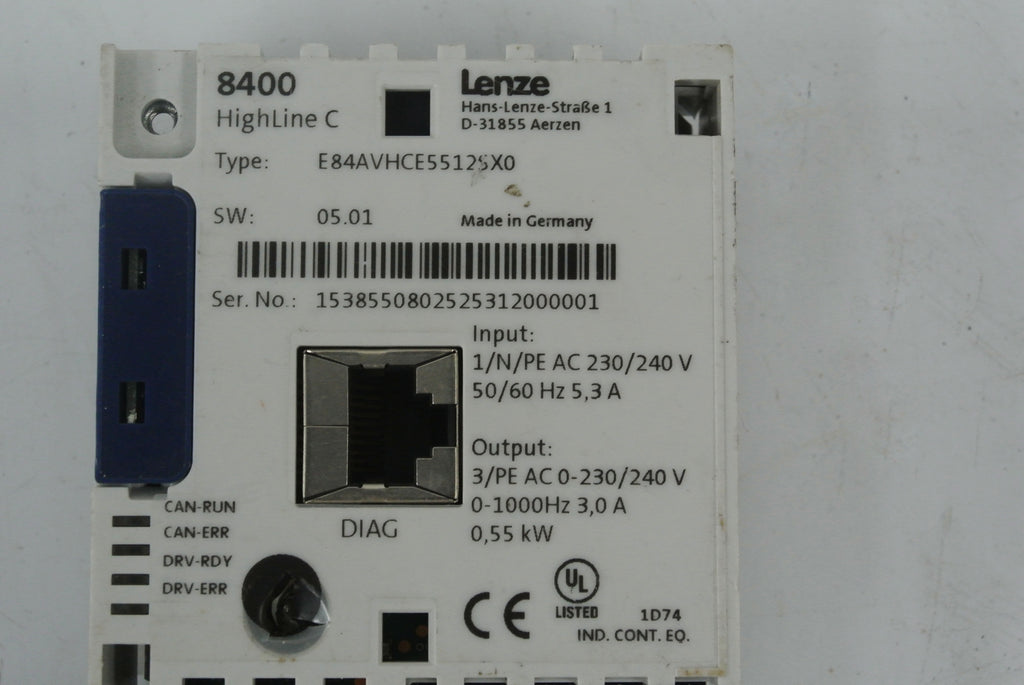 8400
HighLine C
Lenze
Hans-Lenze-Straße 1
D-31855 Aerzen
Type: E84AVHCE5512SX0
SW: 05.01
Made in Germany
Ser. No.: 1538550802525312000001
Input:
1/N/PE AC 230/240 V
50/60 Hz 5,3 A
Output:
3/PE AC 0-230/240 V
0-1000Hz 3,0 A
0,55 kW
DIAG
CAN-RUN
CAN-ERR
DRV-RDY
DRV-ERR
CE
UL
LISTED
1D74
IND. CONT. EQ.